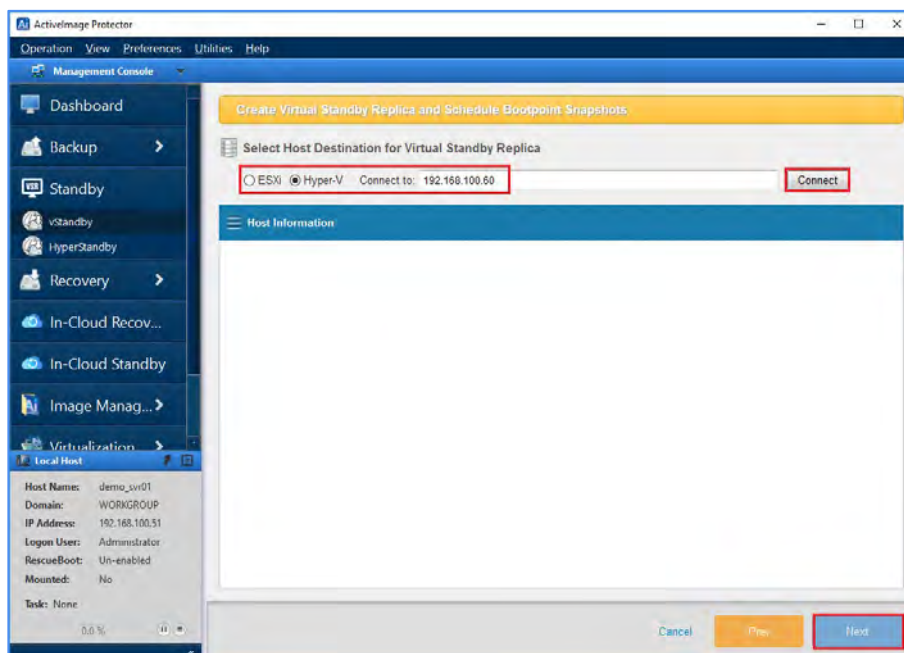 ActiveImage Protector
Operation View Preferences Utilities Help
Management Console
Dashboard
Backup
Standby
vStandby
HyperStandby
Recovery
In-Cloud Recov...
In-Cloud Standby
Image Manag...
Virtualization
Create Virtual Standby Replica and Schedule Bootpoint Snapshots
Select Host Destination for Virtual Standby Replica
ESXi Hyper-V Connect to: 192.168.100.60 Connect
Host Information
Local Host
Host Name: demo_svr01
Domain: WORKGROUP
IP Address: 192.168.100.51
Logon User: Administrator
RescueBoot: Un-enabled
Mounted: No
Task: None
0.0 %
Cancel Prev Next